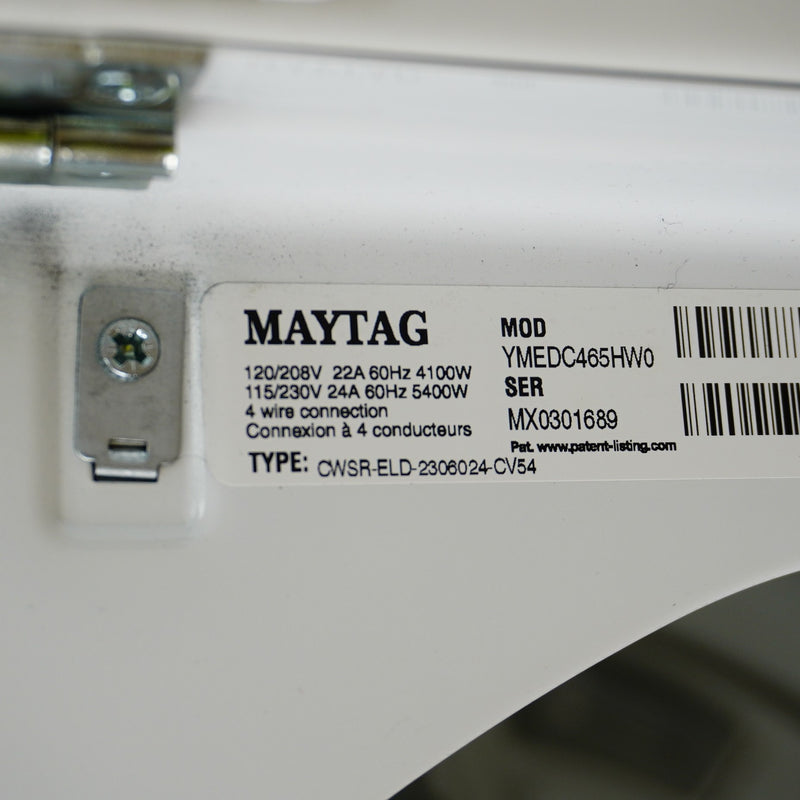 MAYTAG
120/208V 22A 60Hz 4100W
115/230V 24A 60Hz 5400W
4 wire connection
Connexion à 4 conducteurs
TYPE: CWSR-ELD-2306024-CV54
MOD
YMEDC465HW0
SER
MX0301689
Pat. www.patent-listing.com